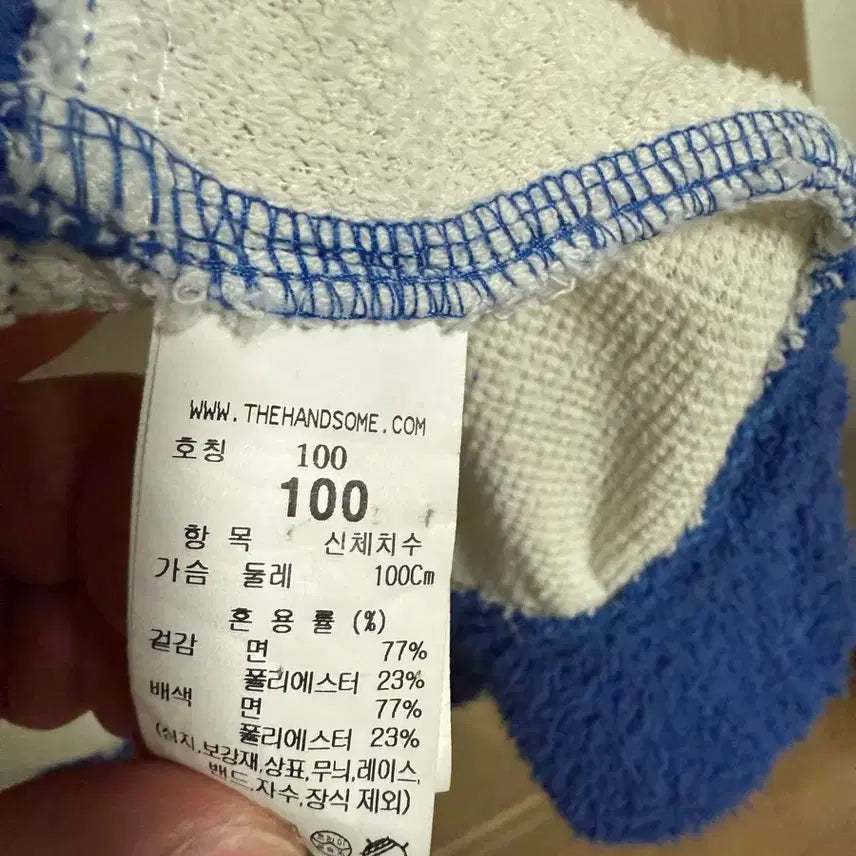 WWW.THEHANDSOME.COM
호칭 100
100
항 목 신체치수
가슴 둘레 100Cm
혼 용 률 (%)
겉감 면 77%
폴리에스터 23%
배색 면 77%
폴리에스터 23%
(심지,보강재,상표,무늬,레이스,
밴드,자수,장식 제외)